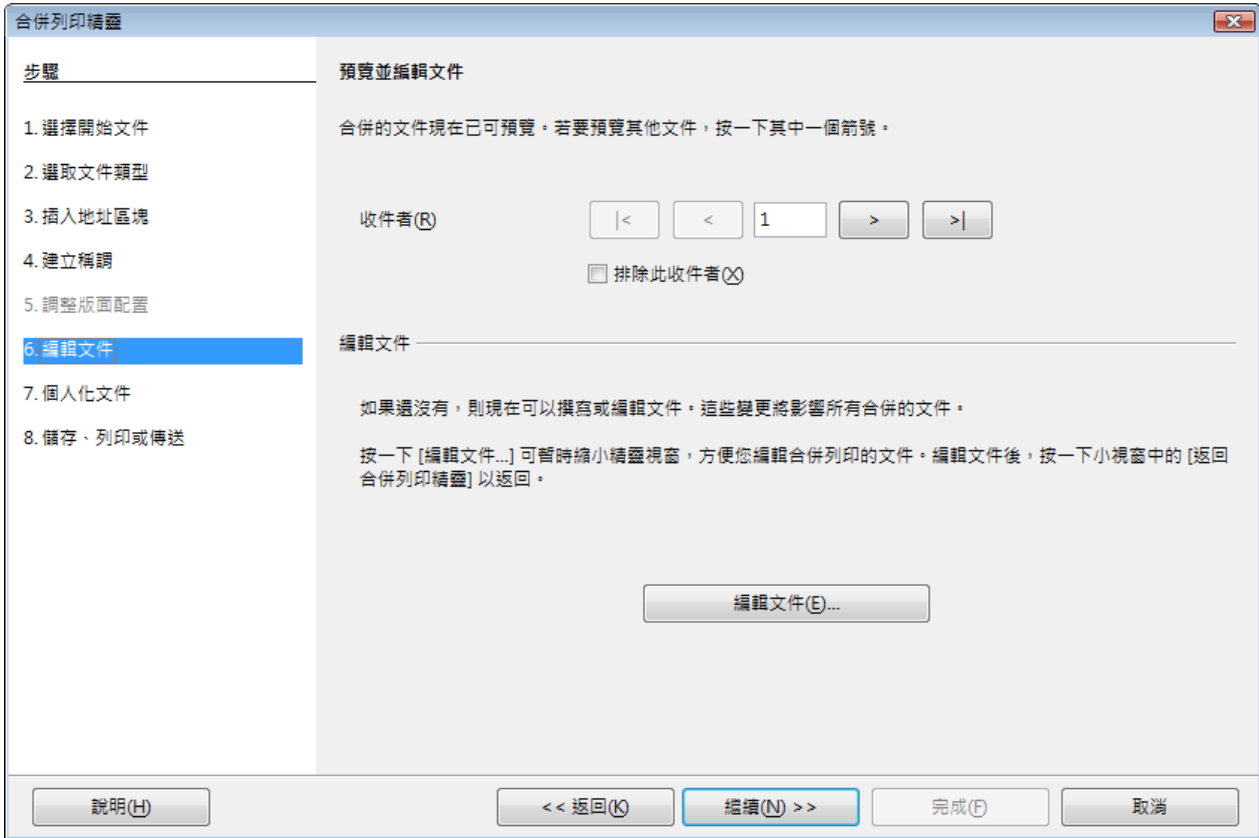 合併列印精靈
步驟
1. 選擇開始文件
2. 選取文件類型
3. 插入地址區塊
4. 建立稱謂
5. 調整版面配置
6. 編輯文件
7. 個人化文件
8. 儲存、列印或傳送
預覽並編輯文件
合併的文件現在已可預覽。若要預覽其他文件，按一下其中一個箭號。
收件者(R) |< < 1 > >|
排除此收件者(X)
編輯文件
如果還沒有，則現在可以撰寫或編輯文件。這些變更將影響所有合併的文件。
按一下 [編輯文件...] 可暫時縮小精靈視窗，方便您編輯合併列印的文件。編輯文件後，按一下小視窗中的 [返回
合併列印精靈] 以返回。
編輯文件(E)...
說明(H) << 返回(K) 繼續(N) >> 完成(F) 取消